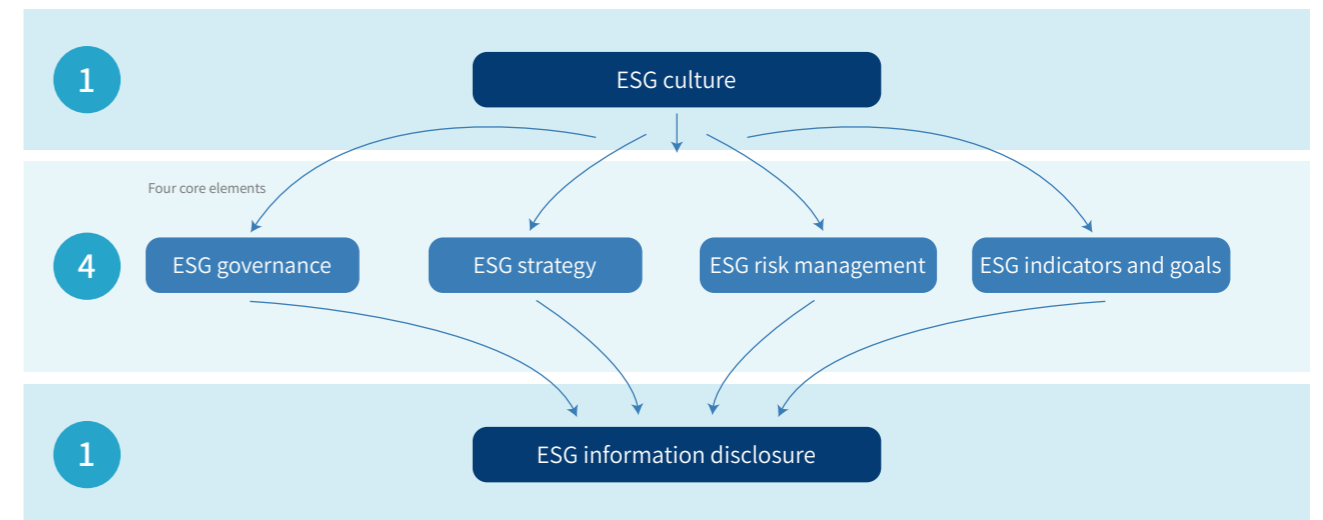 1
ESG culture
Four core elements
4
ESG governance
ESG strategy
ESG risk management
ESG indicators and goals
1
ESG information disclosure